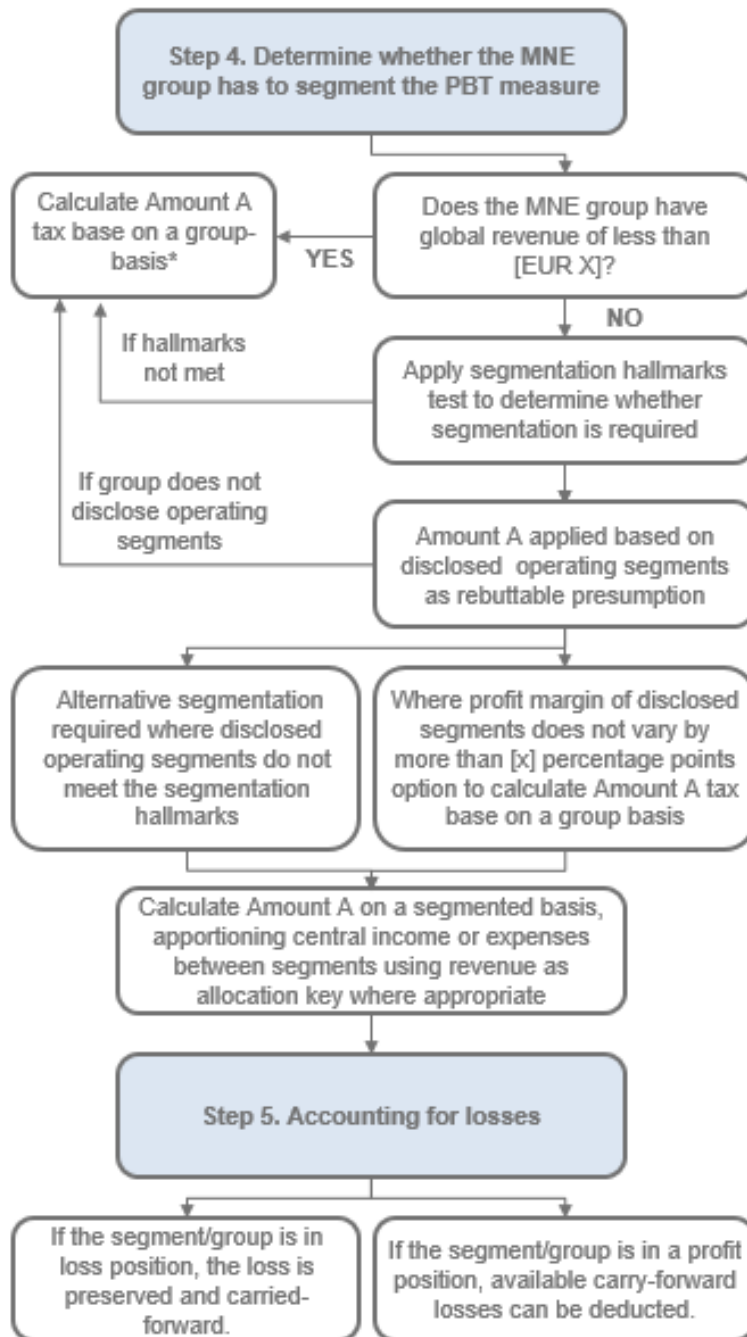 Step 4. Determine whether the MNE
group has to segment the PBT measure
Calculate Amount A
tax base on a group-
basis*
YES
Does the MNE group have
global revenue of less than
[EUR X]?
NO
If hallmarks
not met
Apply segmentation hallmarks
test to determine whether
segmentation is required
If group does not
disclose operating
segments
Amount A applied based on
disclosed operating segments
as rebuttable presumption
Alternative segmentation
required where disclosed
operating segments do not
meet the segmentation
hallmarks
Where profit margin of disclosed
segments does not vary by
more than [x] percentage points
option to calculate Amount A tax
base on a group basis
Calculate Amount A on a segmented basis,
apportioning central income or expenses
between segments using revenue as
allocation key where appropriate
Step 5. Accounting for losses
If the segment/group is in
loss position, the loss is
preserved and carried-
forward.
If the segment/group is in a profit
position, available carry-forward
losses can be deducted.